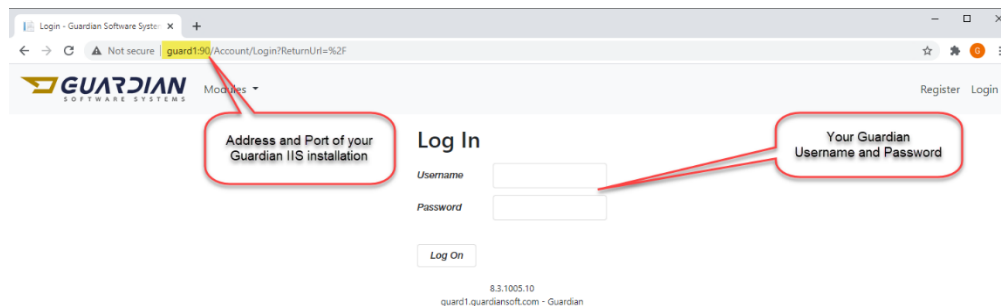 Login - Guardian Software System
Not secure | guard1:90/Account/Login?ReturnUrl=%2F
G
GUARDIAN
SOFTWARE SYSTEMS
Modules
Register Login
Address and Port of your
Guardian IIS installation
Log In
Your Guardian
Username and Password
Username
Password
Log On
8.3.1005.10
guard1.guardiansoft.com - Guardian